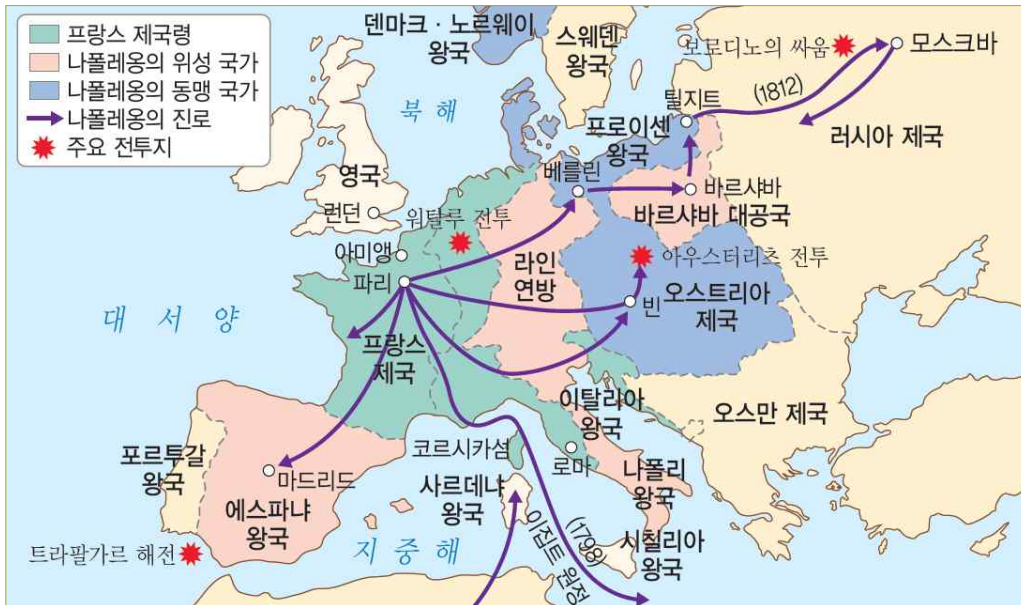 프랑스 제국령
나폴레옹의 위성 국가
나폴레옹의 동맹 국가
나폴레옹의 진로
주요 전투지
덴마크 · 노르웨이
왕국
스웨덴
왕국
보로디노의 싸움
모스크바
(1812)
틸지트
러시아 제국
북해
프로이센
왕국
영국
베를린
런던
워털루 전투
바르샤바
바르샤바 대공국
아미앵
파리
라인
연방
아우스터리츠 전투
빈
오스트리아
제국
대서양
프랑스
제국
이탈리아
왕국
오스만 제국
포르투갈
왕국
코르시카섬
로마
마드리드
사르데냐
왕국
나폴리
왕국
에스파냐
왕국
(1798)
이집트 원정
시칠리아
왕국
트라팔가르 해전
지중해